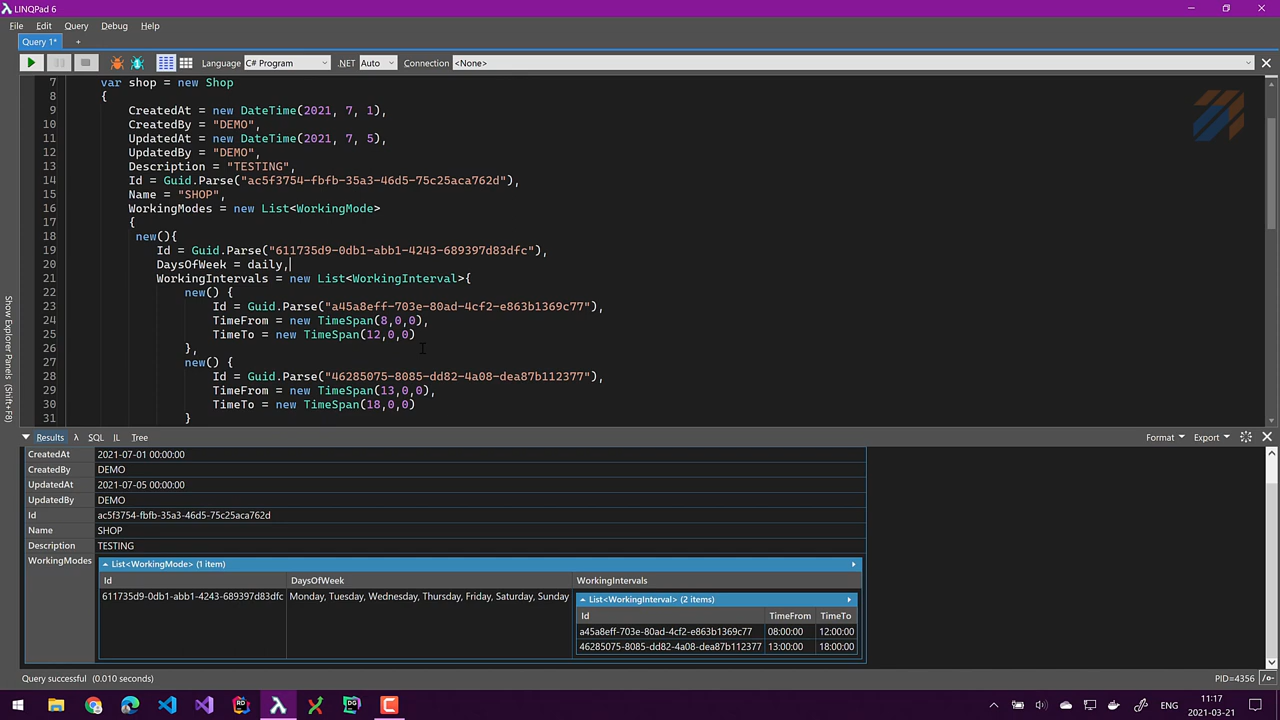 LINQPad 6
File Edit Query Debug Help
Query 1* +
Language C# Program .NET Auto Connection <None>
7 var shop = new Shop
8 {
9 CreatedAt = new DateTime(2021, 7, 1),
10 CreatedBy = "DEMO",
11 UpdatedAt = new DateTime(2021, 7, 5),
12 UpdatedBy = "DEMO",
13 Description = "TESTING",
14 Id = Guid.Parse("ac5f3754-fbfb-35a3-46d5-75c25aca762d"),
15 Name = "SHOP",
16 WorkingModes = new List<WorkingMode>
17 {
18 new(){
19 Id = Guid.Parse("611735d9-0db1-abb1-4243-689397d83dfc"),
20 DaysOfWeek = daily,
21 WorkingIntervals = new List<WorkingInterval>{
22 new() {
23 Id = Guid.Parse("a45a8eff-703e-80ad-4cf2-e863b1369c77"),
24 TimeFrom = new TimeSpan(8,0,0),
25 TimeTo = new TimeSpan(12,0,0)
26 },
27 new() {
28 Id = Guid.Parse("46285075-8085-dd82-4a08-dea87b112377"),
29 TimeFrom = new TimeSpan(13,0,0),
30 TimeTo = new TimeSpan(18,0,0)
31 }
Show Explorer Panels (Shift+F8)
Results λ SQL IL Tree Format Export
CreatedAt 2021-07-01 00:00:00
CreatedBy DEMO
UpdatedAt 2021-07-05 00:00:00
UpdatedBy DEMO
Id ac5f3754-fbfb-35a3-46d5-75c25aca762d
Name SHOP
Description TESTING
WorkingModes List<WorkingMode> (1 item)
Id DaysOfWeek WorkingIntervals
611735d9-0db1-abb1-4243-689397d83dfc Monday, Tuesday, Wednesday, Thursday, Friday, Saturday, Sunday List<WorkingInterval> (2 items)
Id TimeFrom TimeTo
a45a8eff-703e-80ad-4cf2-e863b1369c77 08:00:00 12:00:00
46285075-8085-dd82-4a08-dea87b112377 13:00:00 18:00:00
Query successful (0.010 seconds) PID=4356 /o-
ENG 11:17
2021-03-21